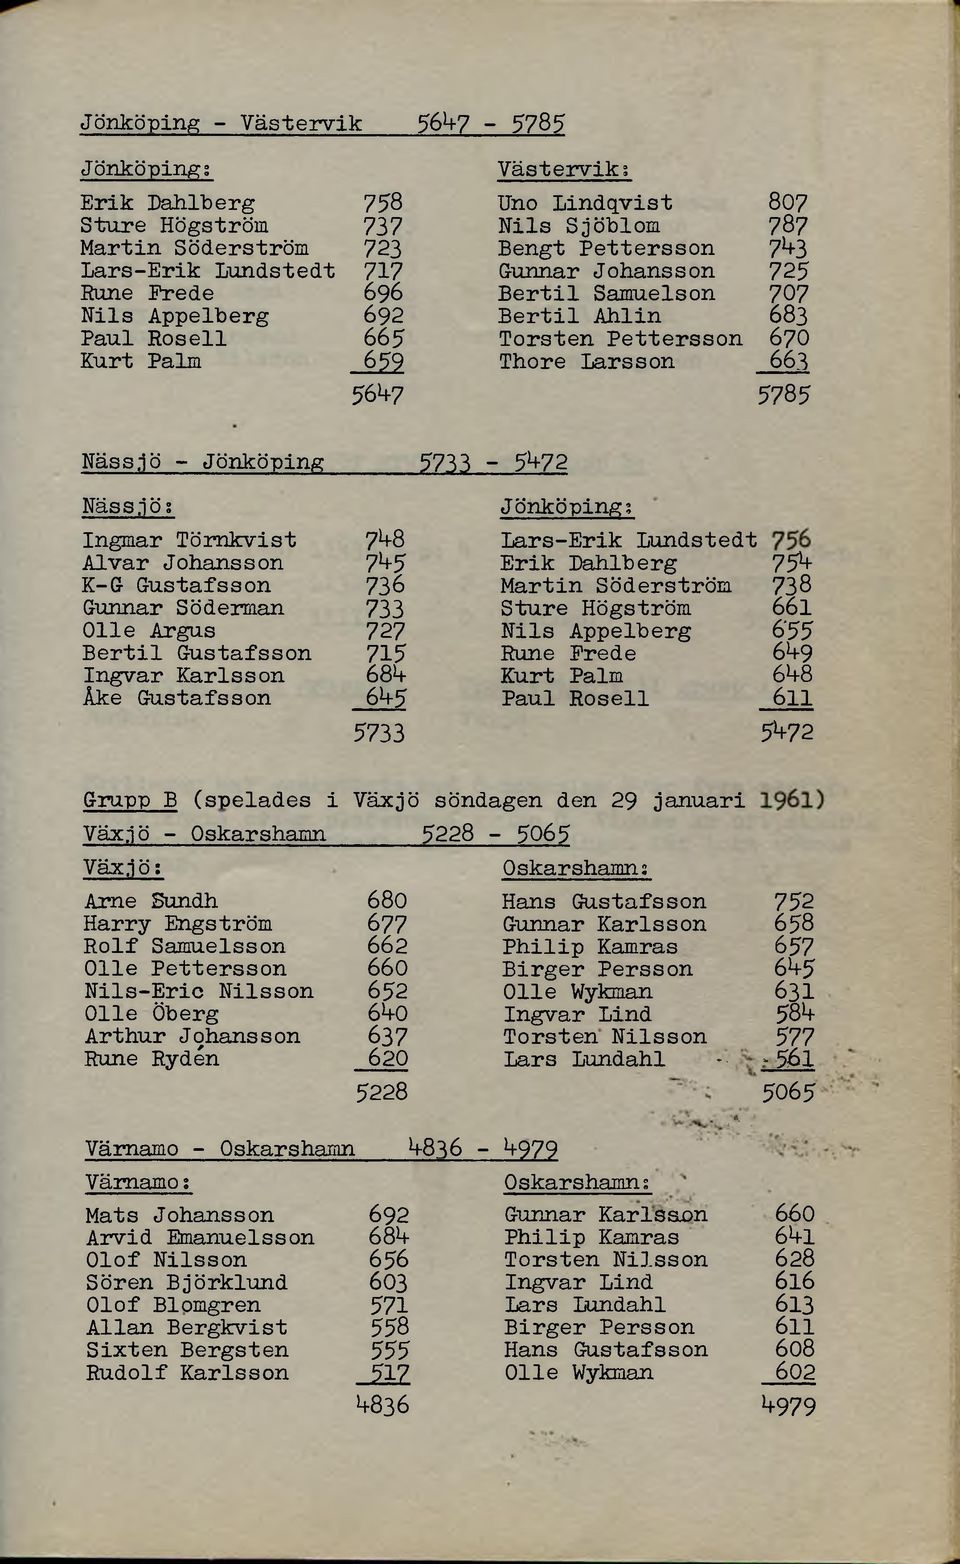 Jönköping - Västervik 5647 - 5785
Jönköping: Västervik:
Erik Dahlberg 758 Uno Lindqvist 807
Sture Högström 737 Nils Sjöblom 787
Martin Söderström 723 Bengt Pettersson 743
Lars-Erik Lundstedt 717 Gunnar Johansson 725
Rune Frede 696 Bertil Samuelson 707
Nils Appelberg 692 Bertil Ahlin 683
Paul Rosell 665 Torsten Pettersson 670
Kurt Palm 659 Thore Larsson 663
5647 5785
Nässjö - Jönköping 5733 - 5472
Nässjö: Jönköping:
Ingmar Törnkvist 748 Lars-Erik Lundstedt 756
Alvar Johansson 745 Erik Dahlberg 754
K-G Gustafsson 736 Martin Söderström 738
Gunnar Söderman 733 Sture Högström 661
Olle Argus 727 Nils Appelberg 655
Bertil Gustafsson 715 Rune Frede 649
Ingvar Karlsson 684 Kurt Palm 648
Åke Gustafsson 645 Paul Rosell 611
5733 5472
Grupp B (spelades i Växjö söndagen den 29 januari 1961)
Växjö - Oskarshamn 5228 - 5065
Växjö: Oskarshamn:
Arne Sundh 680 Hans Gustafsson 752
Harry Engström 677 Gunnar Karlsson 658
Rolf Samuelsson 662 Philip Kamras 657
Olle Pettersson 660 Birger Persson 645
Nils-Eric Nilsson 652 Olle Wykman 631
Olle Öberg 640 Ingvar Lind 584
Arthur Johansson 637 Torsten Nilsson 577
Rune Rydén 620 Lars Lundahl 561
5228 5065
Värnamo - Oskarshamn 4836 - 4979
Värnamo: Oskarshamn:
Mats Johansson 692 Gunnar Karlsson 660
Arvid Emanuelsson 684 Philip Kamras 641
Olof Nilsson 656 Torsten Nilsson 628
Sören Björklund 603 Ingvar Lind 616
Olof Blomgren 571 Lars Lundahl 613
Allan Bergkvist 558 Birger Persson 611
Sixten Bergsten 555 Hans Gustafsson 608
Rudolf Karlsson 517 Olle Wykman 602
4836 4979